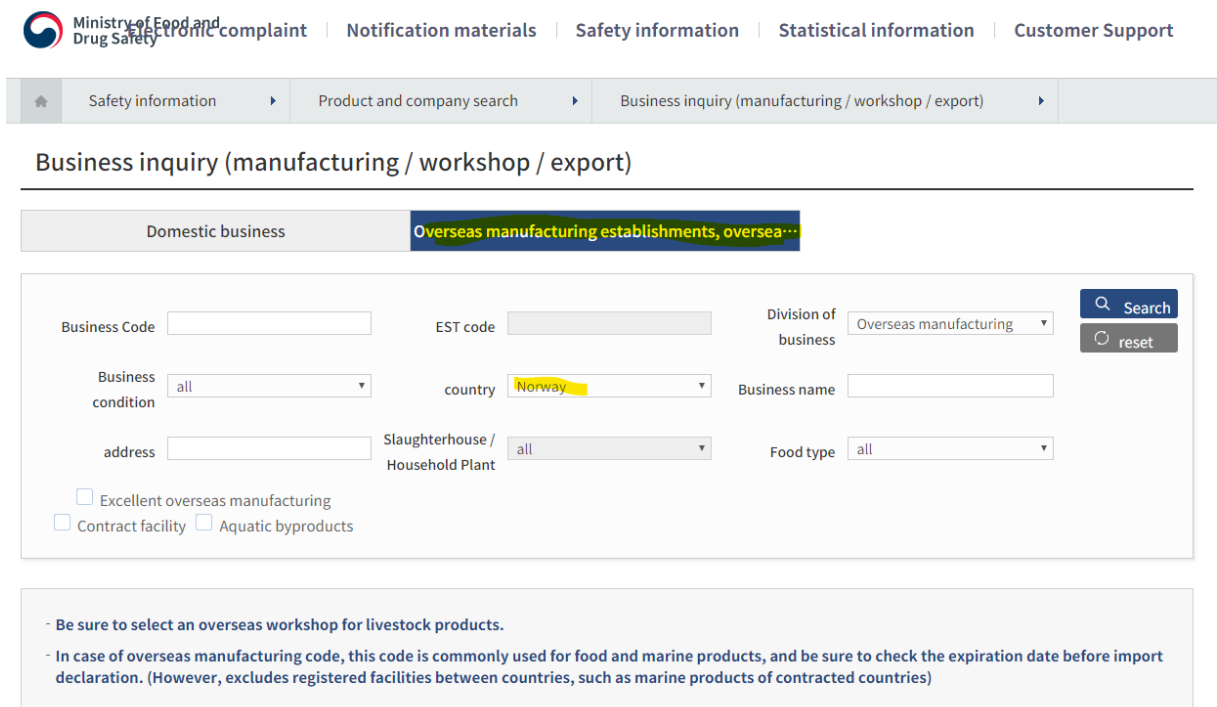 Ministry of Food and
Drug Safety
Electronic complaint
Notification materials
Safety information
Statistical information
Customer Support
Safety information
Product and company search
Business inquiry (manufacturing / workshop / export)
Business inquiry (manufacturing / workshop / export)
Domestic business
Overseas manufacturing establishments, oversea…
Business Code
EST code
Division of
business
Overseas manufacturing
Search
reset
Business
condition
all
country
Norway
Business name
address
Slaughterhouse /
Household Plant
all
Food type
all
Excellent overseas manufacturing
Contract facility
Aquatic byproducts
- Be sure to select an overseas workshop for livestock products.
- In case of overseas manufacturing code, this code is commonly used for food and marine products, and be sure to check the expiration date before import
declaration. (However, excludes registered facilities between countries, such as marine products of contracted countries)